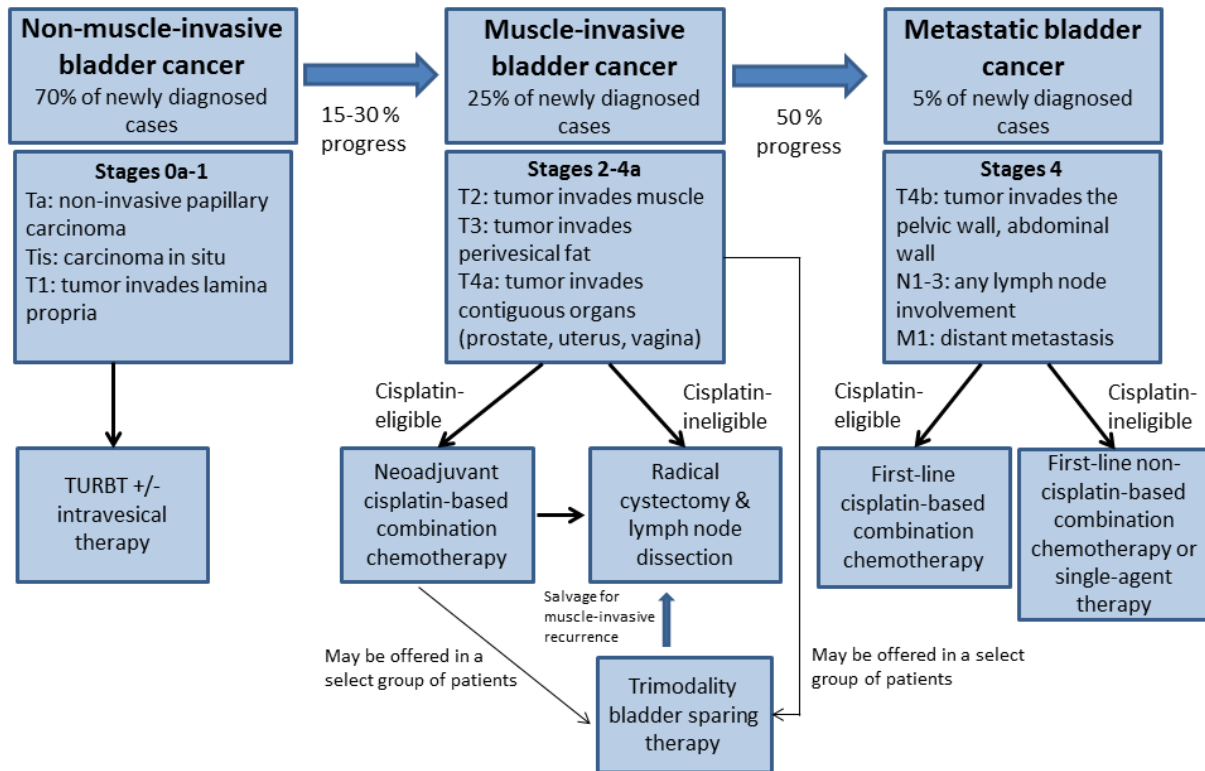 Non-muscle-invasive
bladder cancer
70% of newly diagnosed
cases
15-30 %
progress
Muscle-invasive
bladder cancer
25% of newly diagnosed
cases
50 %
progress
Metastatic bladder
cancer
5% of newly diagnosed
cases
Stages 0a-1
Ta: non-invasive papillary
carcinoma
Tis: carcinoma in situ
T1: tumor invades lamina
propria
Stages 2-4a
T2: tumor invades muscle
T3: tumor invades
perivesical fat
T4a: tumor invades
contiguous organs
(prostate, uterus, vagina)
Stages 4
T4b: tumor invades the
pelvic wall, abdominal
wall
N1-3: any lymph node
involvement
M1: distant metastasis
Cisplatin-
eligible
Cisplatin-
ineligible
Cisplatin-
eligible
Cisplatin-
ineligible
TURBT +/-
intravesical
therapy
Neoadjuvant
cisplatin-based
combination
chemotherapy
Radical
cystectomy &
lymph node
dissection
First-line
cisplatin-based
combination
chemotherapy
First-line non-
cisplatin-based
combination
chemotherapy or
single-agent
therapy
Salvage for
muscle-invasive
recurrence
May be offered in a
select group of
patients
May be offered in a select
group of patients
Trimodality
bladder sparing
therapy